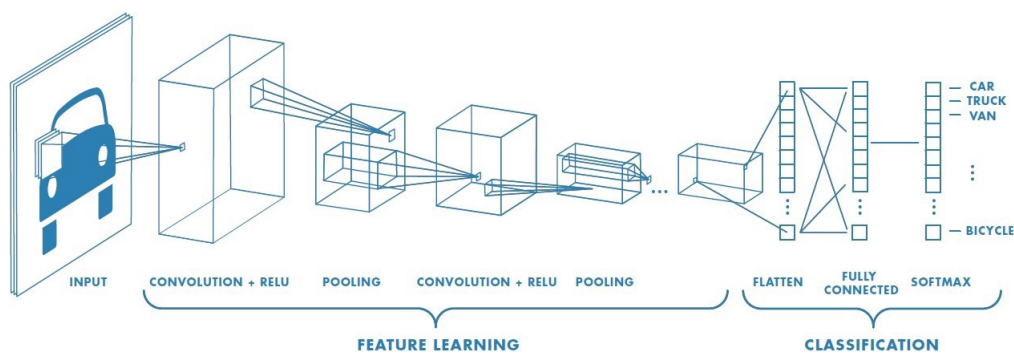 CAR
TRUCK
VAN
BICYCLE
INPUT
CONVOLUTION + RELU
POOLING
CONVOLUTION + RELU
POOLING
FLATTEN
FULLY
CONNECTED
SOFTMAX
FEATURE LEARNING
CLASSIFICATION